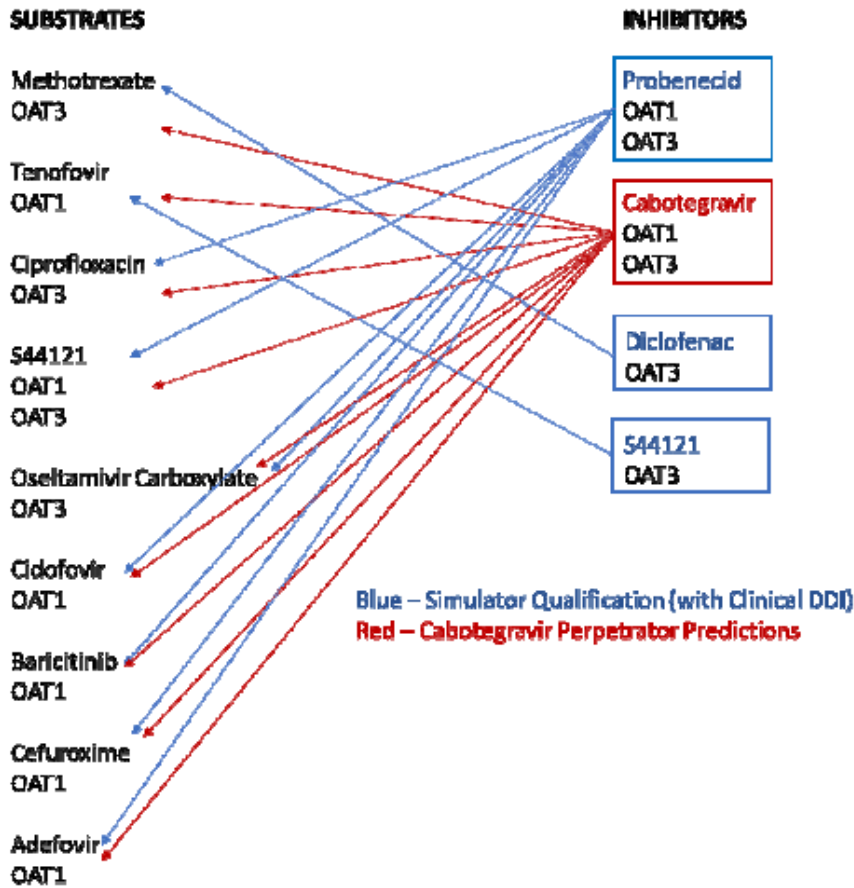 SUBSTRATES
Methotrexate
OAT3
Tenofovir
OAT1
Ciprofloxacin
OAT3
S44121
OAT1
OAT3
Oseltamivir Carboxylate
OAT3
Cidofovir
OAT1
Baricitinib
OAT1
Cefuroxime
OAT1
Adefovir
OAT1
INHIBITORS
Probenecid
OAT1
OAT3
Cabotegravir
OAT1
OAT3
Diclofenac
OAT3
S44121
OAT3
Blue – Simulator Qualification (with Clinical DDI)
Red – Cabotegravir Perpetrator Predictions